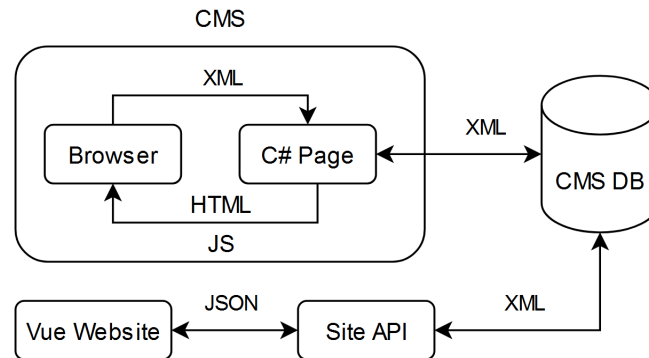 CMS
XML
Browser
C# Page
XML
CMS DB
HTML
JS
JSON
XML
Vue Website
Site API